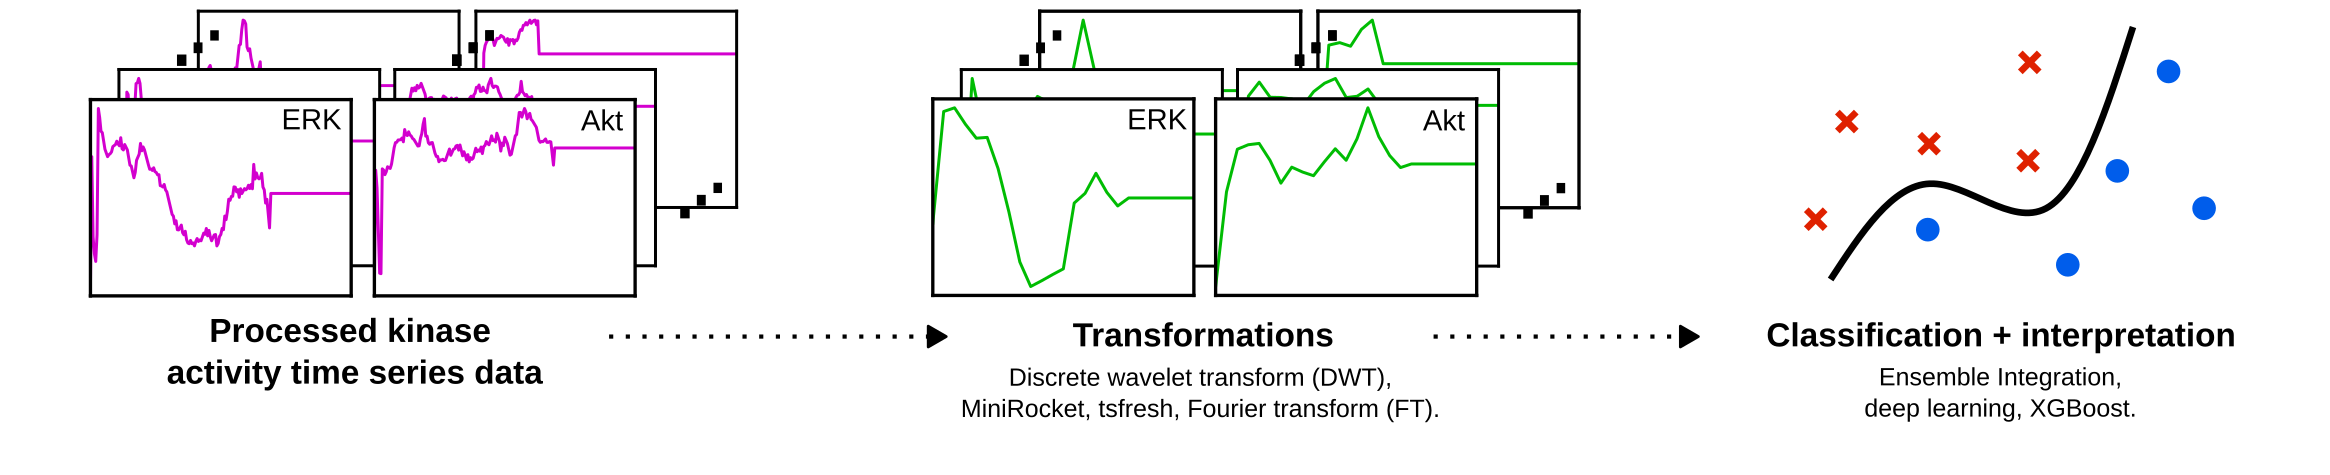 ERK
Akt
ERK
Akt
Processed kinase
activity time series data
Transformations
Discrete wavelet transform (DWT),
MiniRocket, tsfresh, Fourier transform (FT).
Classification + interpretation
Ensemble Integration,
deep learning, XGBoost.